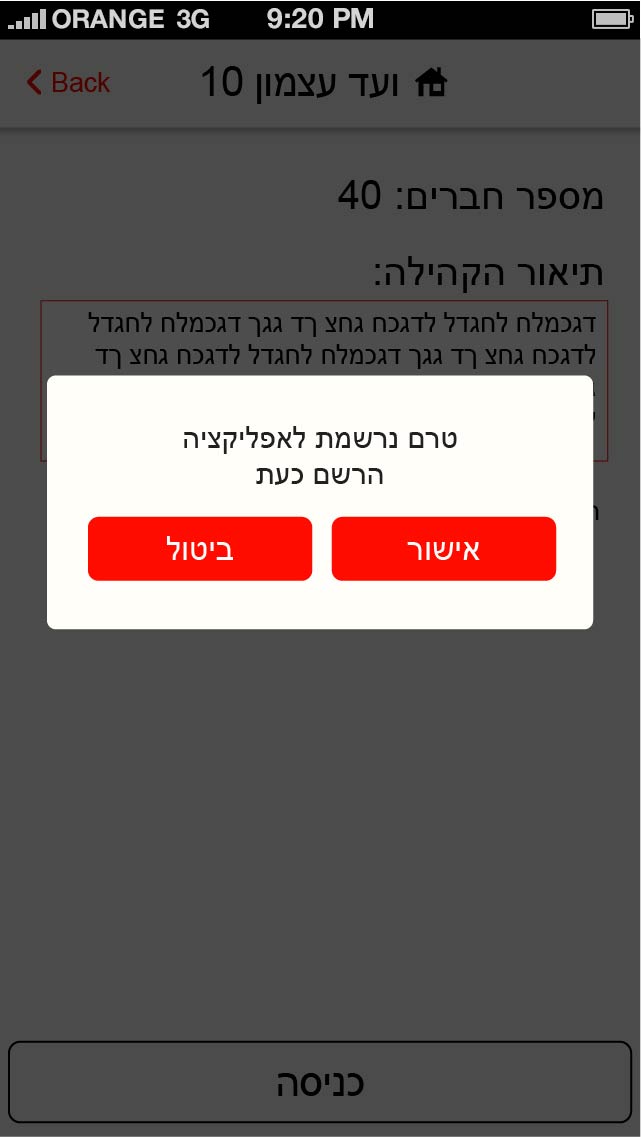 ORANGE 3G 9:20 PM
Back ועד עצמון 10
מספר חברים: 40
תיאור הקהילה:
דגכמלח לחגדל לדגכח גחצ ךד גגך דגכמלח לחגדל
לדגכח גחצ ךד גגך דגכמלח לחגדל לדגכח גחצ ךד
טרם נרשמת לאפליקציה
הרשם כעת
אישור ביטול
כניסה